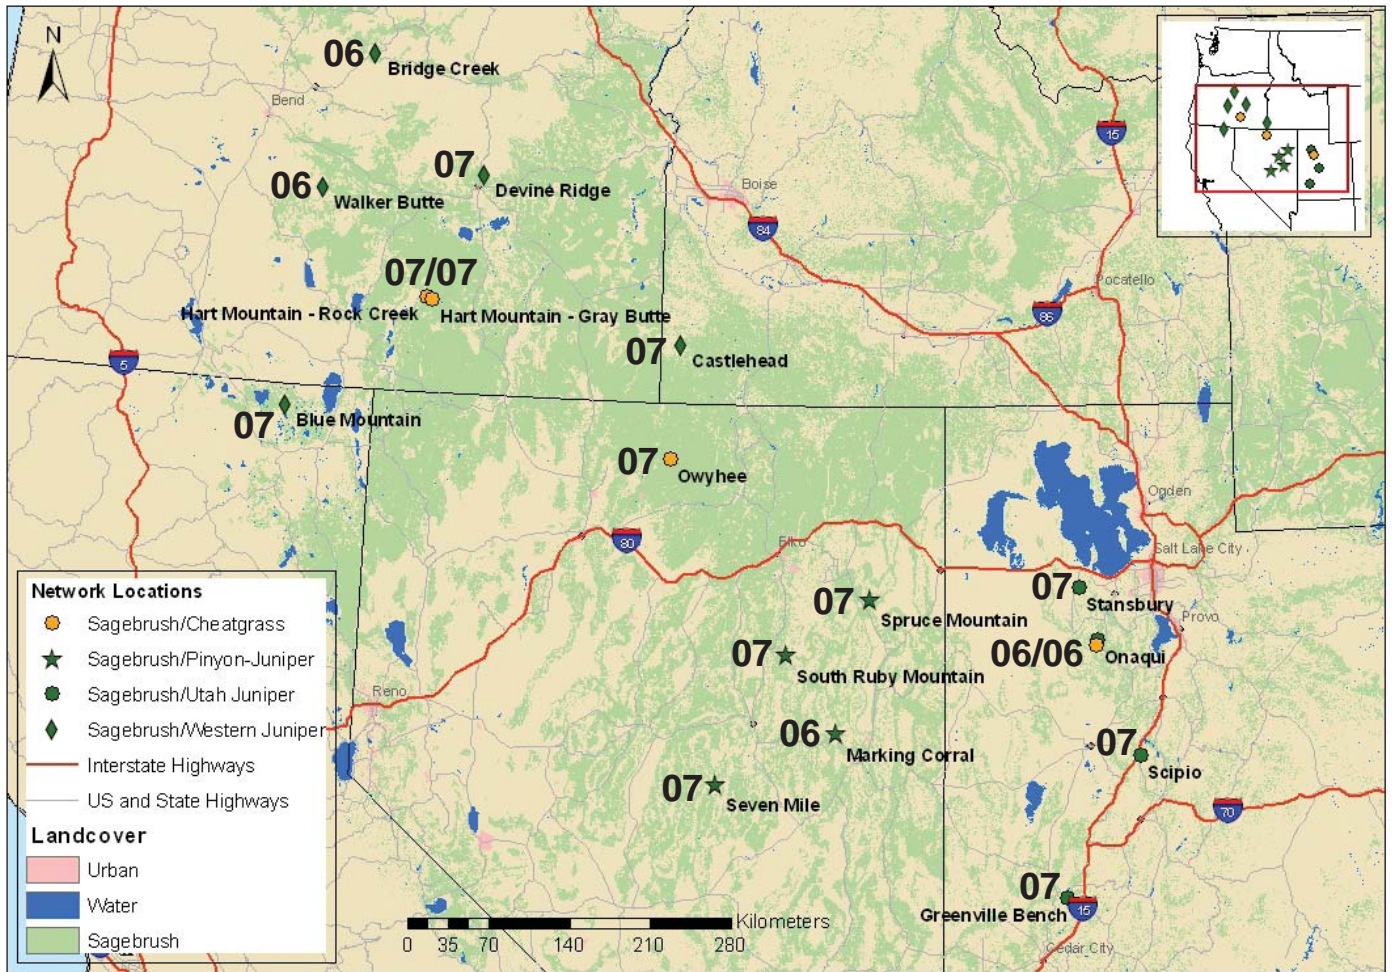 N
06
Bridge Creek
Bend
06
Walker Butte
07
Devine Ridge
Boise
84
15
07/07
Hart Mountain - Rock Creek
Hart Mountain - Gray Butte
Pocatello
86
07
Castlehead
5
07
Blue Mountain
07
Owyhee
80
Elko
Ogden
Salt Lake City
07
Stansbury
Provo
07
Spruce Mountain
06/06
Onaqui
07
South Ruby Mountain
Reno
06
Marking Corral
07
Scipio
07
Seven Mile
70
07
Greenville Bench
15
Cedar City
Network Locations
Sagebrush/Cheatgrass
Sagebrush/Pinyon-Juniper
Sagebrush/Utah Juniper
Sagebrush/Western Juniper
Interstate Highways
US and State Highways
Landcover
Urban
Water
Sagebrush
Kilometers
0 35 70 140 210 280